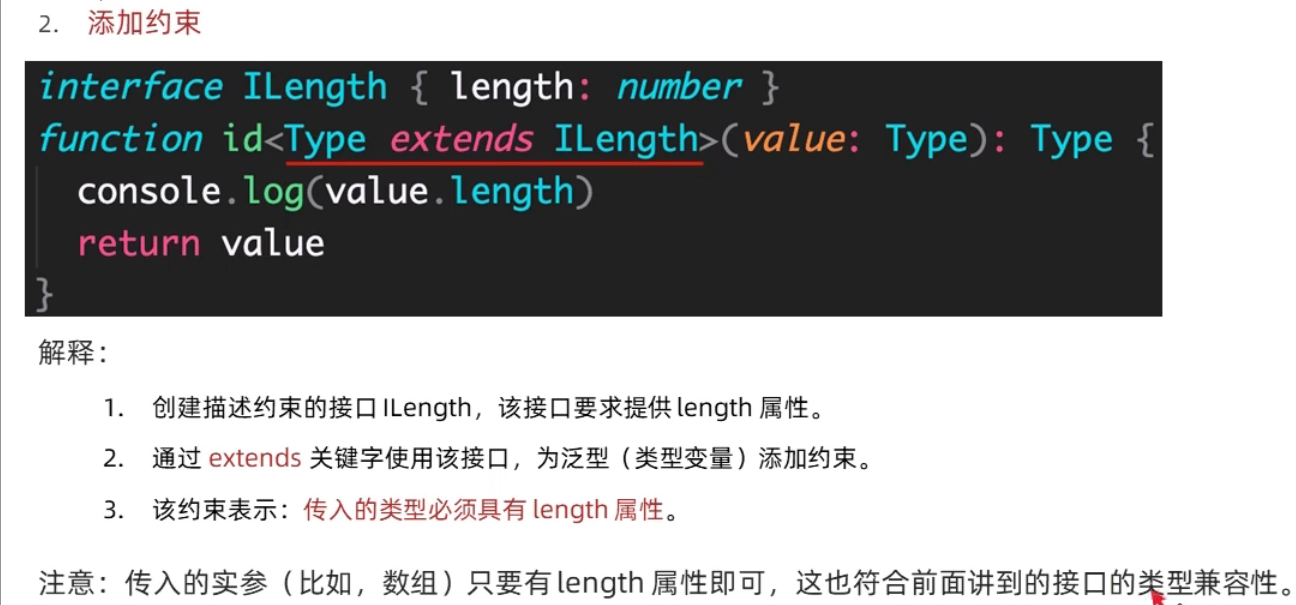 2. 添加约束
interface ILength { length: number }
function id<Type extends ILength>(value: Type): Type {
console.log(value.length)
return value
}
解释：
1. 创建描述约束的接口 ILength，该接口要求提供 length 属性。
2. 通过 extends 关键字使用该接口，为泛型（类型变量）添加约束。
3. 该约束表示：传入的类型必须具有 length 属性。
注意：传入的实参（比如，数组）只要有 length 属性即可，这也符合前面讲到的接口的类型兼容性。